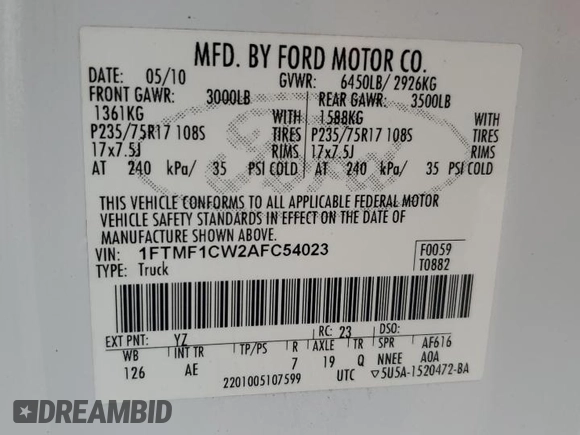 MFD. BY FORD MOTOR CO.
DATE: 05/10 GVWR: 6450LB/ 2926KG
FRONT GAWR: 3000LB REAR GAWR: 3500LB
1361KG WITH 1588KG WITH
P235/75R17 108S TIRES P235/75R17 108S TIRES
17x7.5J RIMS 17x7.5J RIMS
AT 240 kPa/ 35 PSI COLD AT 240 kPa/ 35 PSI COLD
THIS VEHICLE CONFORMS TO ALL APPLICABLE FEDERAL MOTOR
VEHICLE SAFETY STANDARDS IN EFFECT ON THE DATE OF
MANUFACTURE SHOWN ABOVE.
VIN: 1FTMF1CW2AFC54023 F0059
TYPE: Truck T0882
EXT PNT: YZ RC: 23 DSO:
WB INT TR TP/PS R AXLE TR SPR AF616
126 AE 7 19 Q NNEE AOA
2201005107599 UTC ▽5U5A-1520472-BA
Ford
DREAMBID